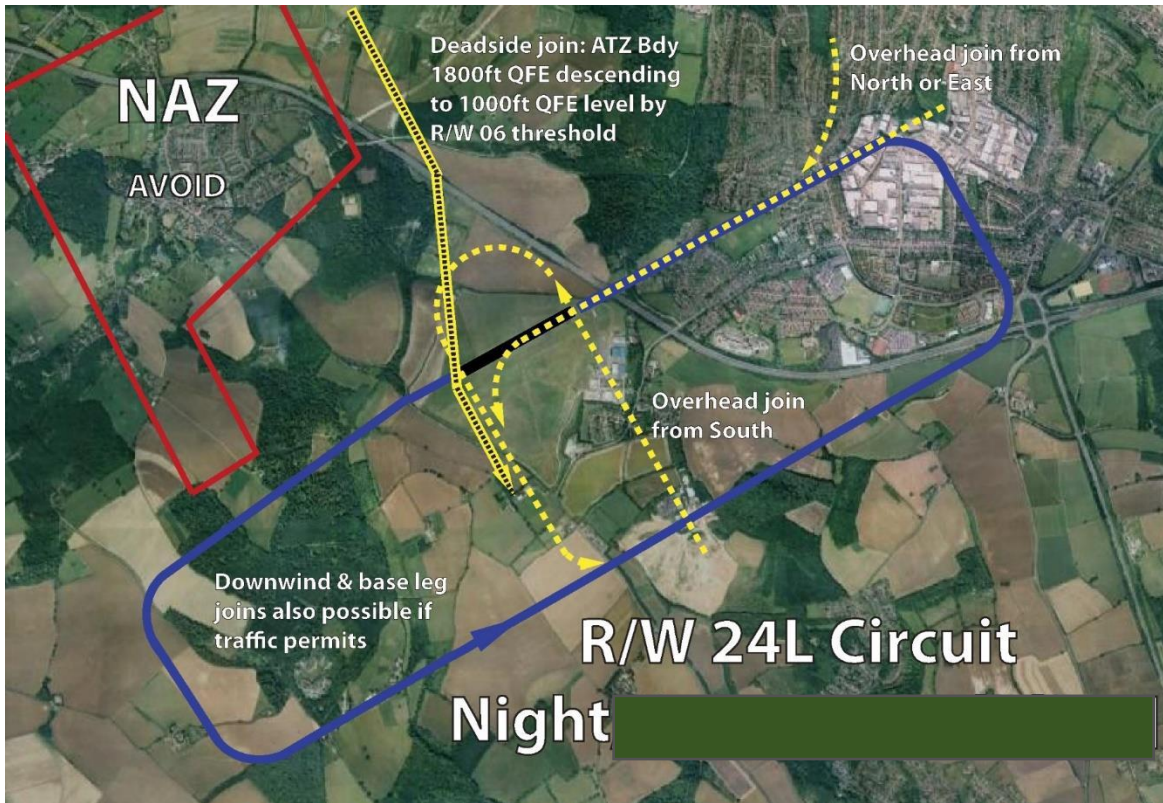 NAZ
AVOID
Deadside join: ATZ Bdy
1800ft QFE descending
to 1000ft QFE level by
R/W 06 threshold
Overhead join from
North or East
Overhead join
from South
Downwind & base leg
joins also possible if
traffic permits
R/W 24L Circuit
Night